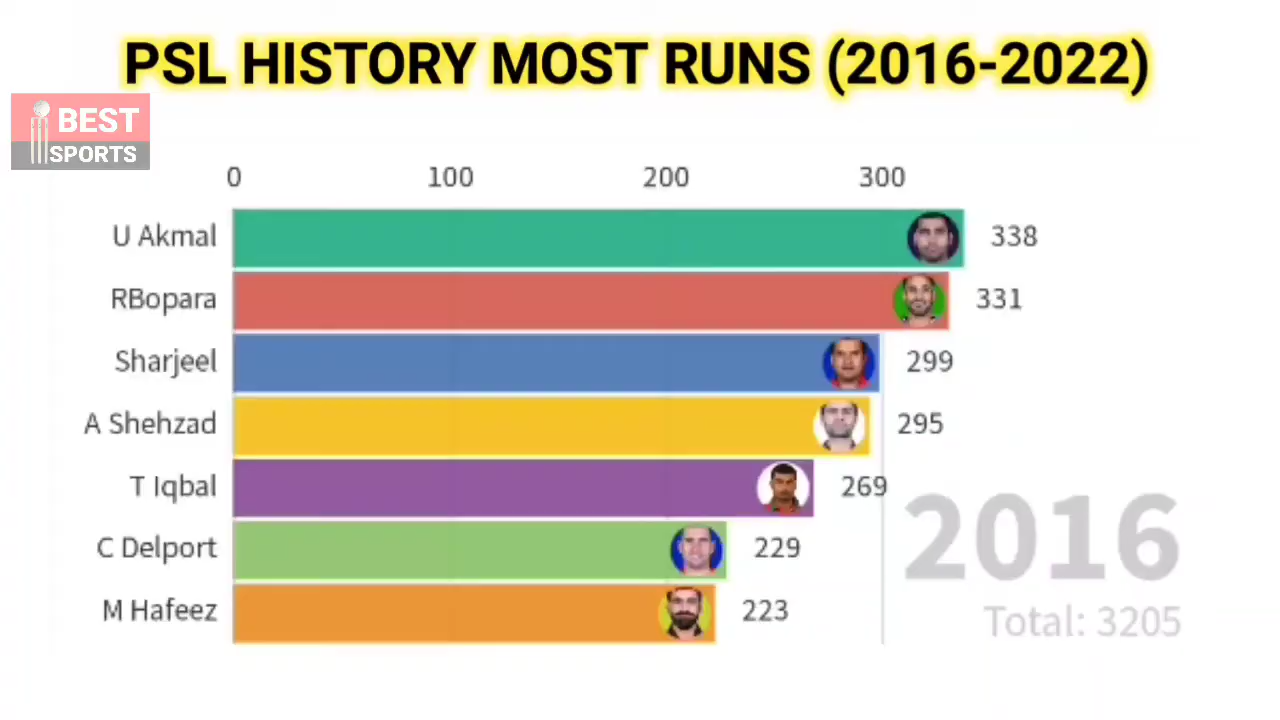 PSL HISTORY MOST RUNS (2016-2022)
BEST
SPORTS
0 100 200 300
U Akmal 338
RBopara 331
Sharjeel 299
A Shehzad 295
T Iqbal 269
C Delport 229
M Hafeez 223
2016
Total: 3205